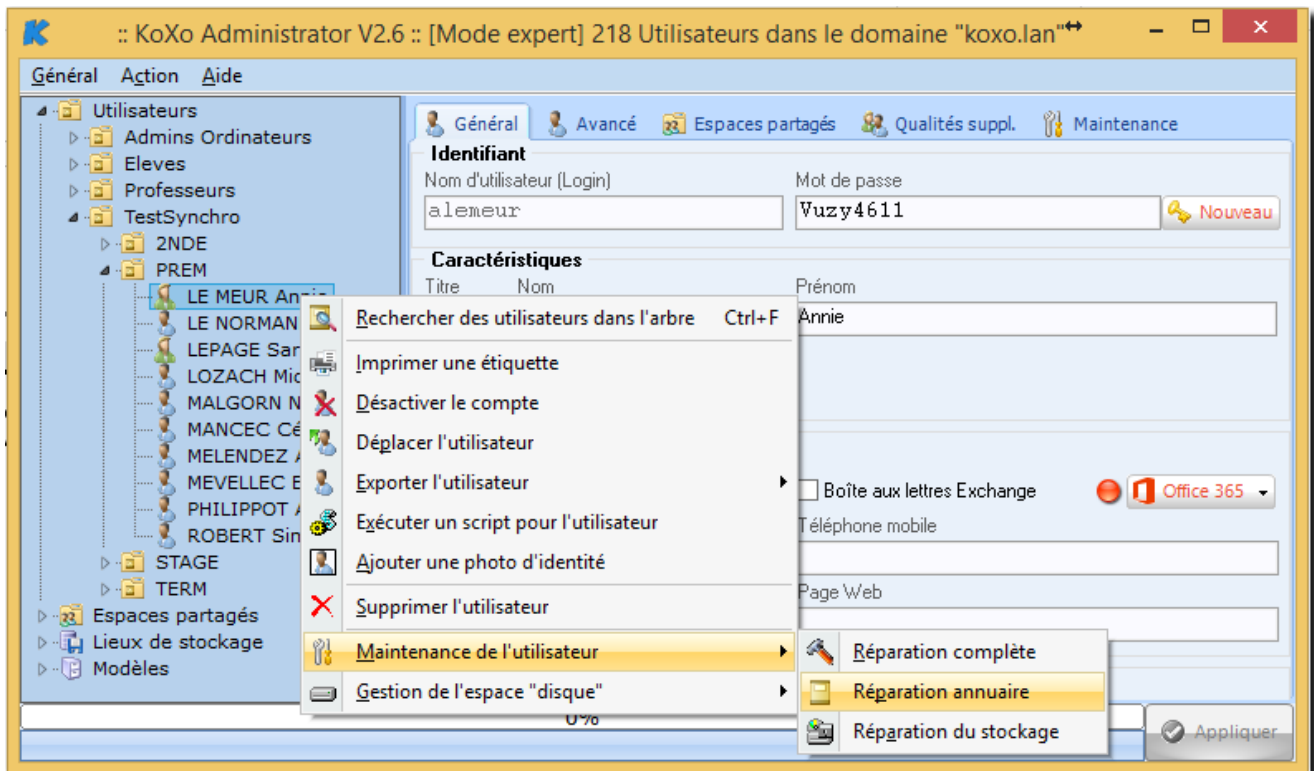 :: KoXo Administrator V2.6 :: [Mode expert] 218 Utilisateurs dans le domaine "koxo.lan"
Général Action Aide
Utilisateurs
Admins Ordinateurs
Eleves
Professeurs
TestSynchro
2NDE
PREM
LE MEUR Annie
LE NORMAN
LEPAGE Sar
LOZACH Mic
MALGORN N
MANCEC Cé
MELENDEZ
MEVELLEC E
PHILIPPOT
ROBERT Sim
STAGE
TERM
Espaces partagés
Lieux de stockage
Modèles
Général Avancé Espaces partagés Qualités suppl. Maintenance
Identifiant
Nom d'utilisateur (Login) Mot de passe
alemeur Vuzy4611 Nouveau
Caractéristiques
Titre Nom Prénom
Annie
Boîte aux lettres Exchange Office 365
Téléphone mobile
Page Web
Rechercher des utilisateurs dans l'arbre Ctrl+F
Imprimer une étiquette
Désactiver le compte
Déplacer l'utilisateur
Exporter l'utilisateur
Exécuter un script pour l'utilisateur
Ajouter une photo d'identité
Supprimer l'utilisateur
Maintenance de l'utilisateur
Gestion de l'espace "disque"
Réparation complète
Réparation annuaire
Réparation du stockage
0%
Appliquer